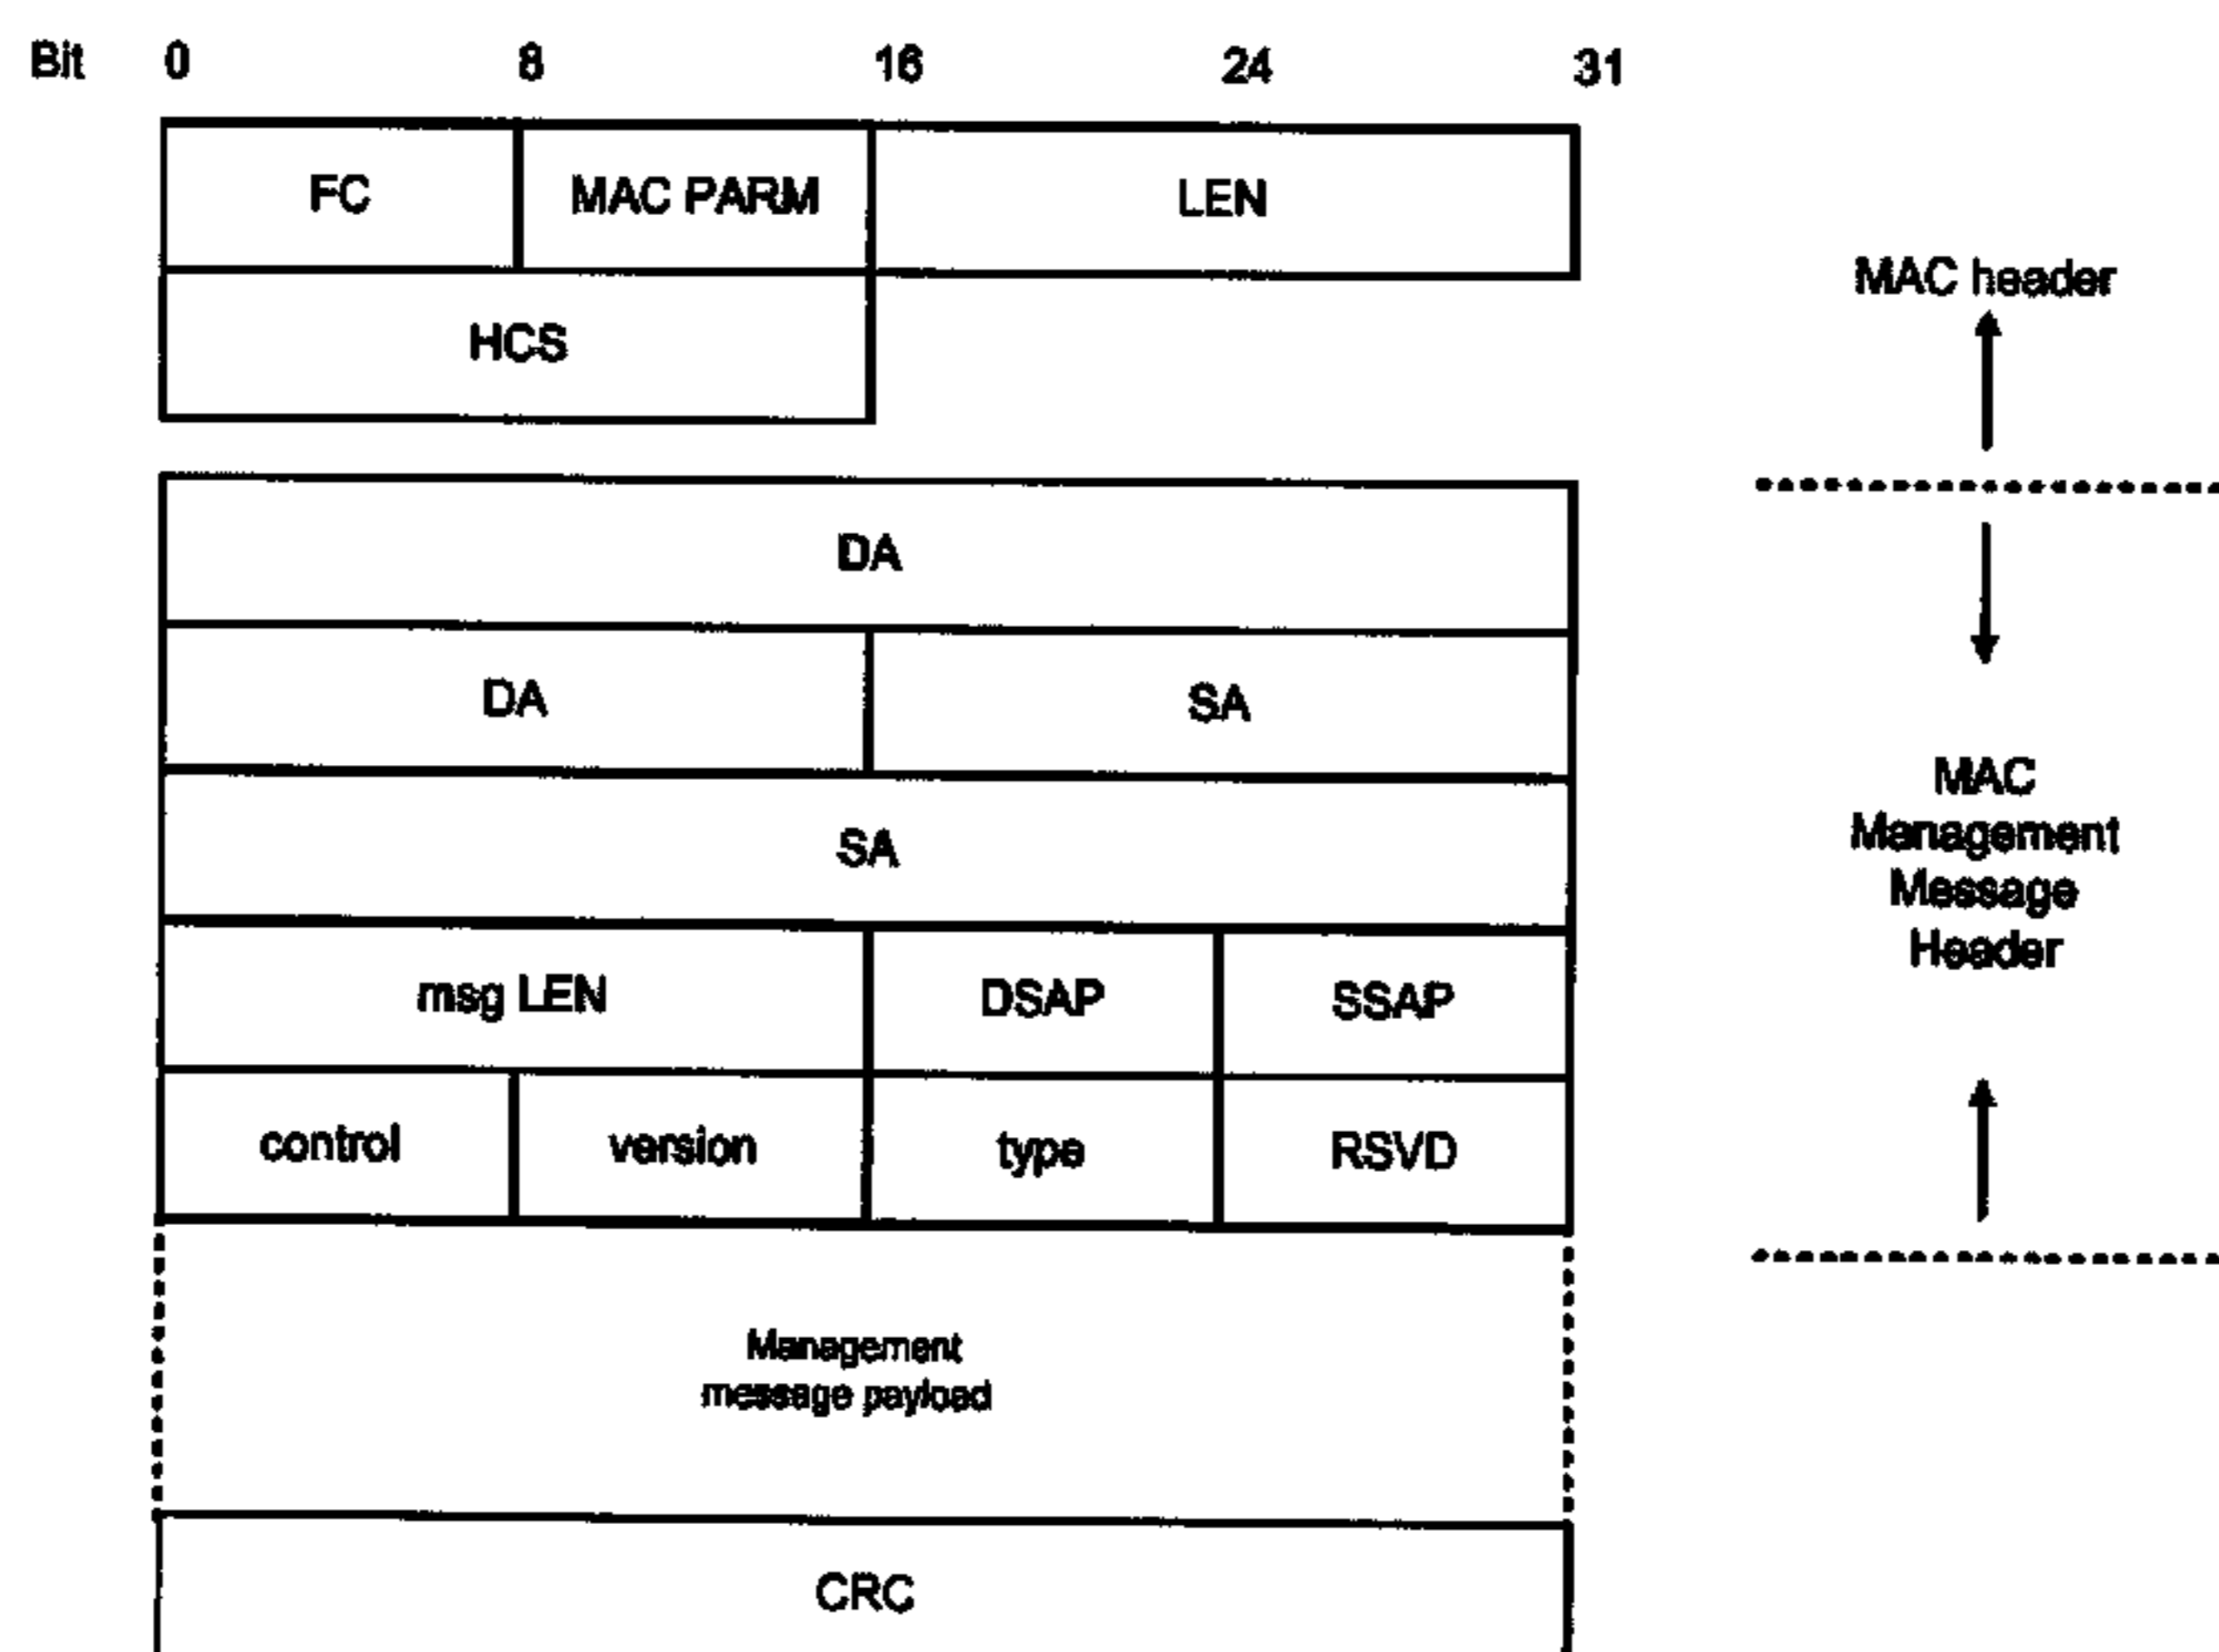 Bit 0 8 16 24 31
FC MAC PARM LEN
MAC header
HCS
DA
DA SA
MAC
Management
Message
Header
SA
msg LEN DSAP SSAP
control version type RSVD
Management
message payload
CRC